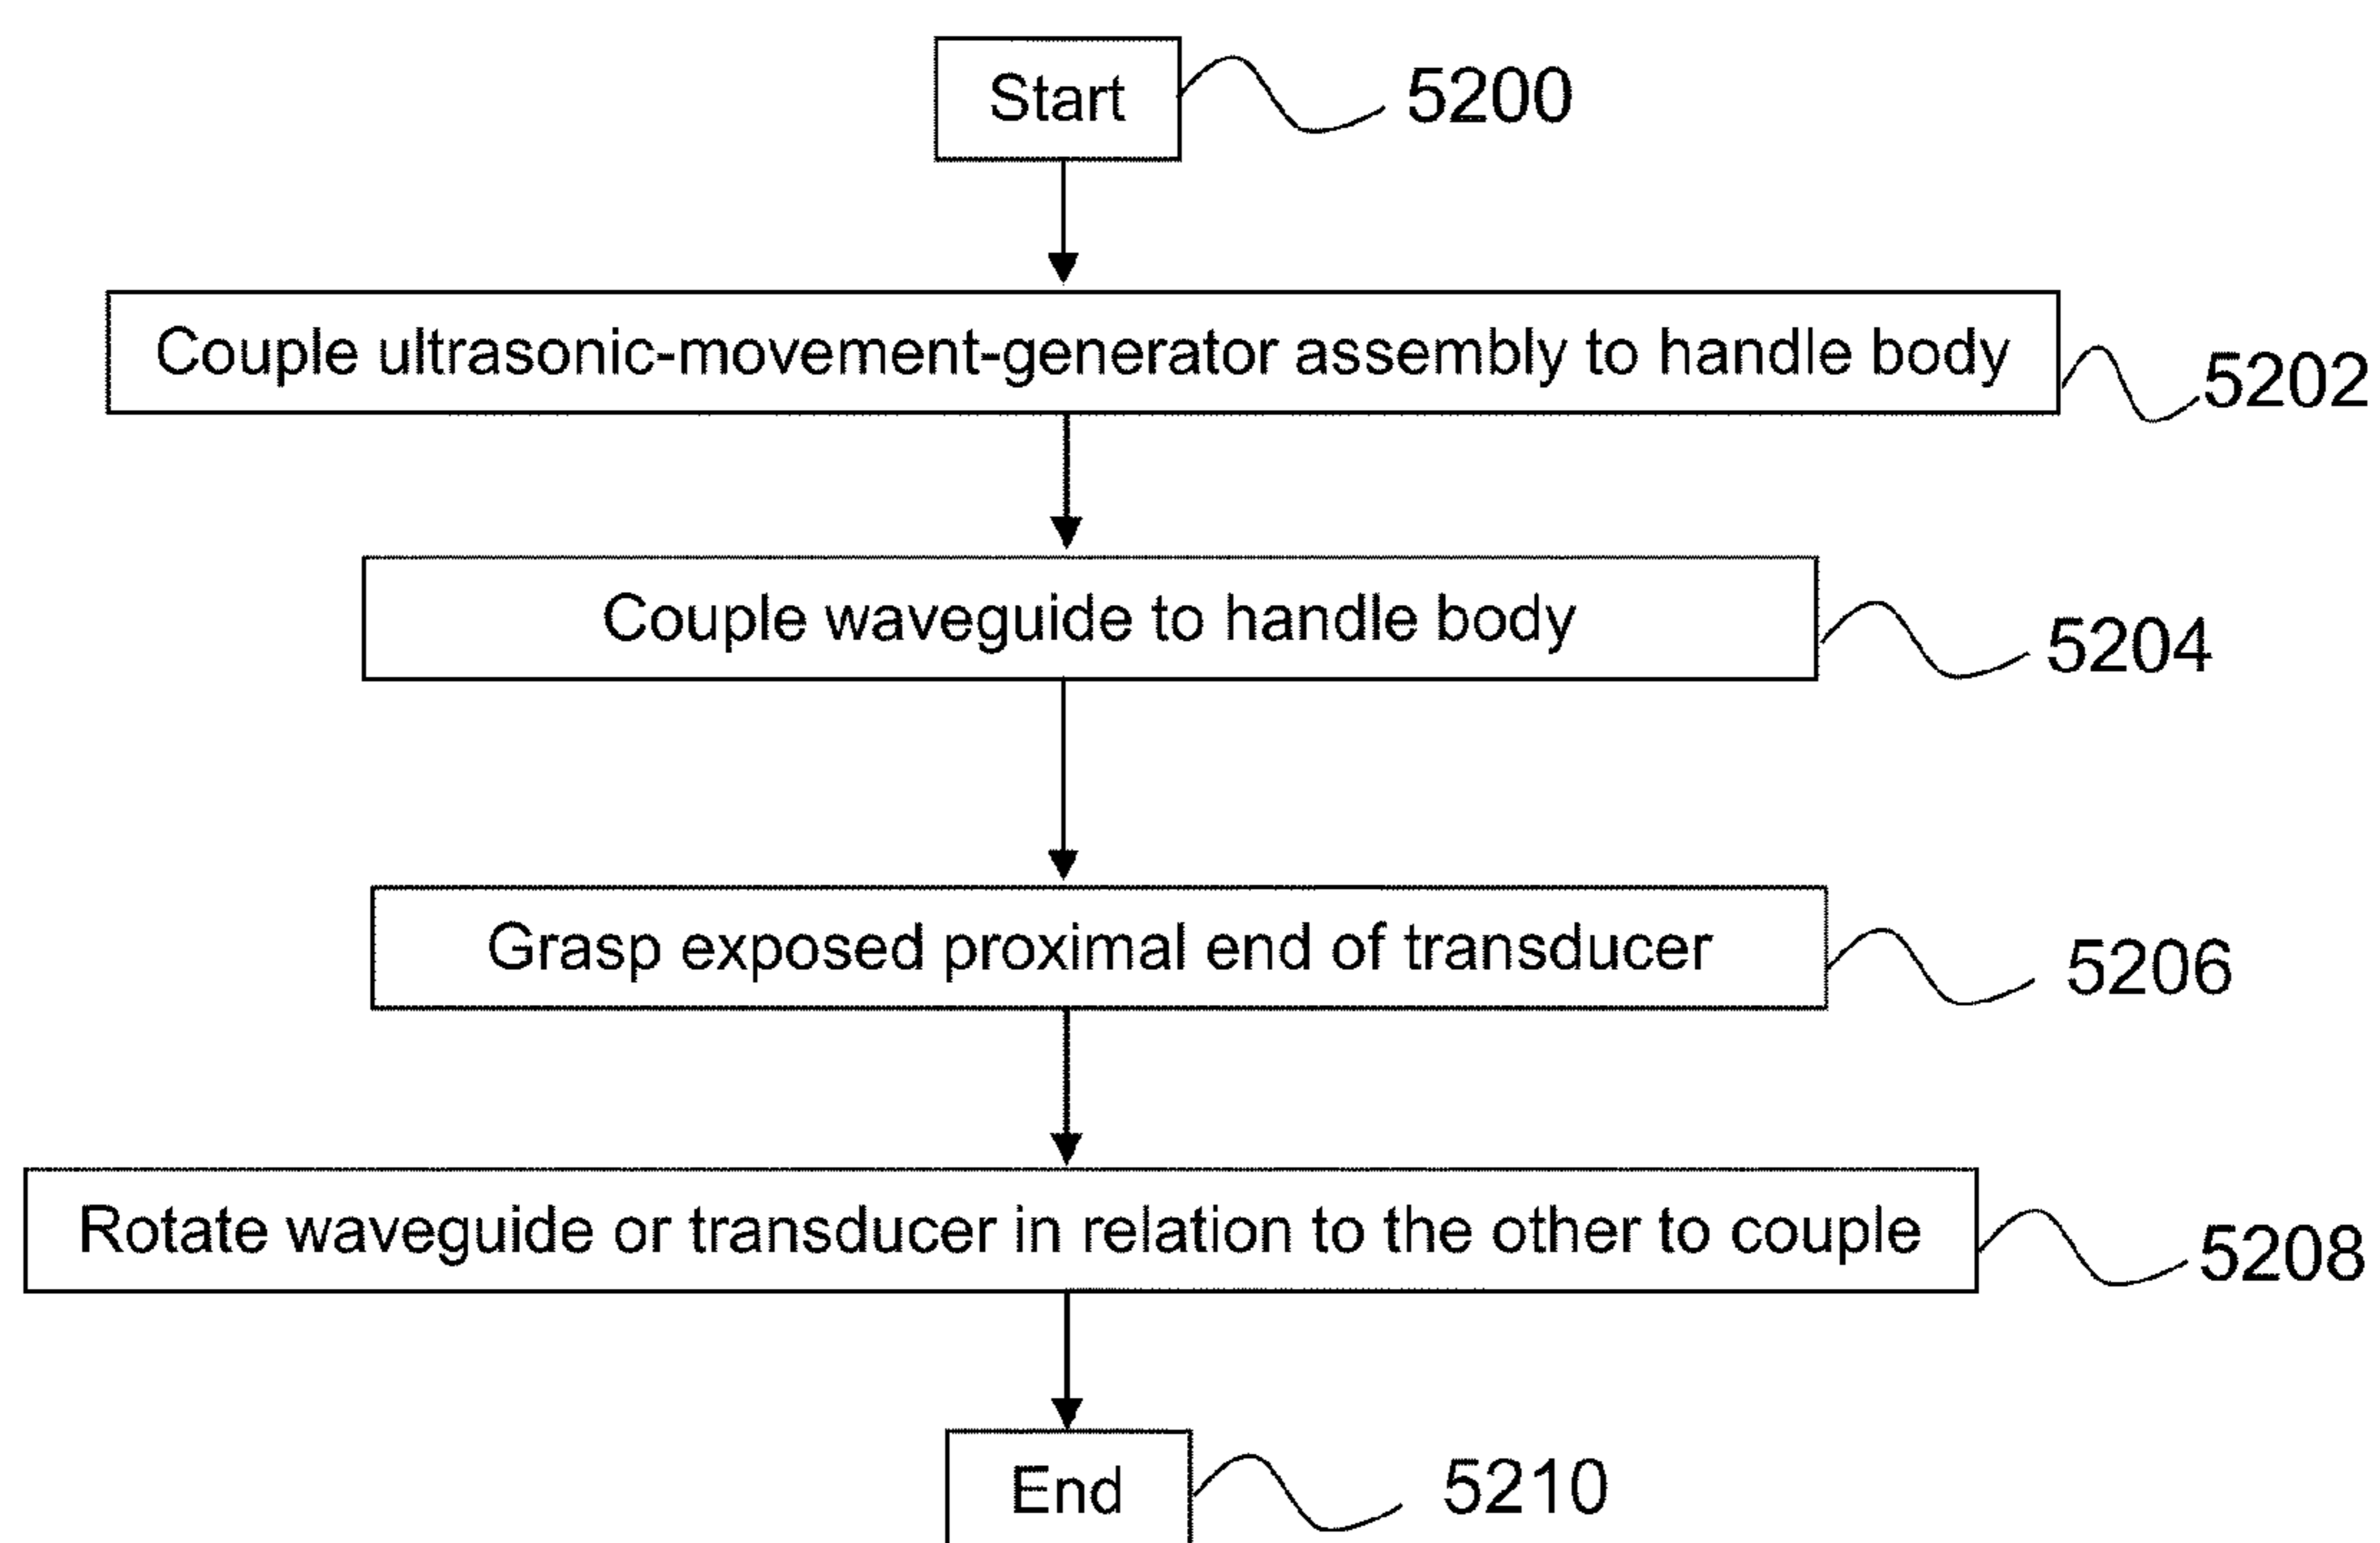 Start
5200
Couple ultrasonic-movement-generator assembly to handle body
5202
Couple waveguide to handle body
5204
Grasp exposed proximal end of transducer
5206
Rotate waveguide or transducer in relation to the other to couple
5208
End
5210